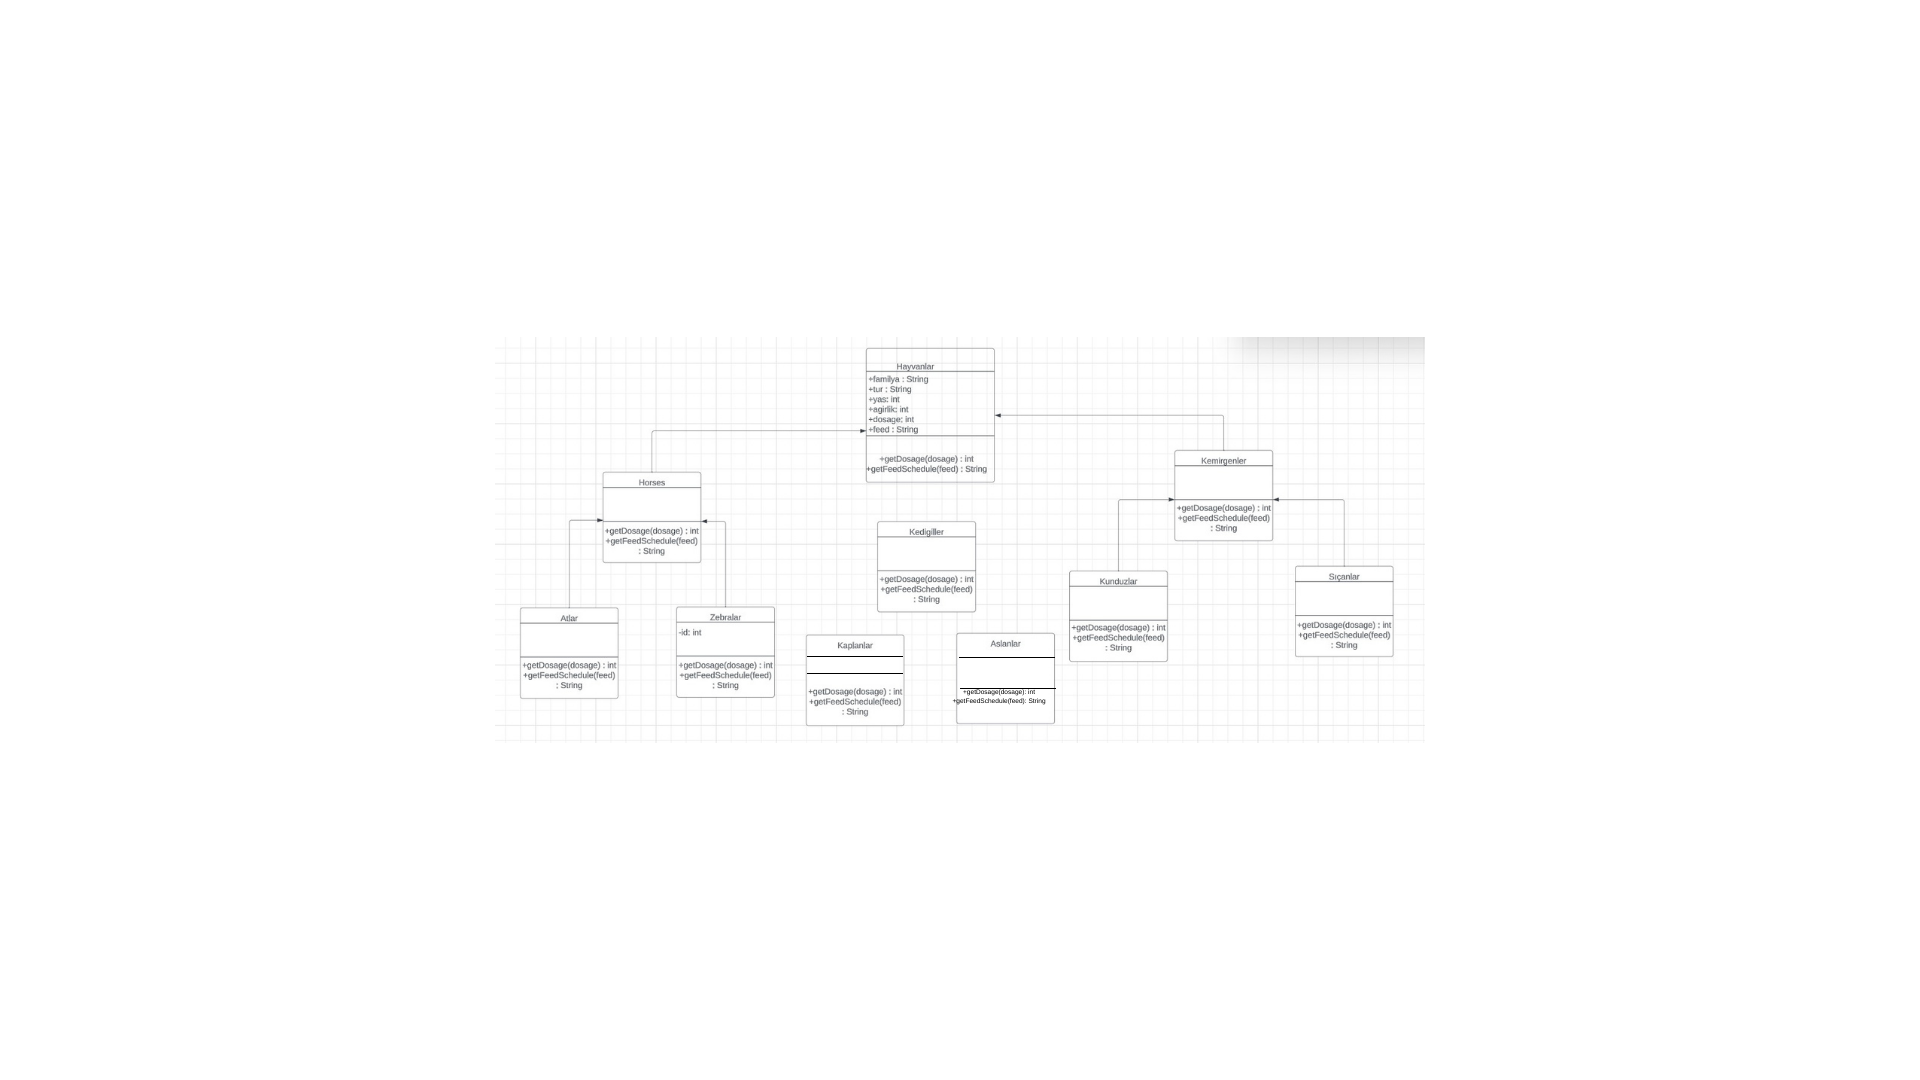 Hayvanlar
+familya : String
+tur : String
+yas: int
+agirlik: int
+dosage: int
+feed : String
+getDosage(dosage) : int
+getFeedSchedule(feed) : String
Horses
+getDosage(dosage) : int
+getFeedSchedule(feed)
: String
Kemirgenler
+getDosage(dosage) : int
+getFeedSchedule(feed)
: String
Kedigiller
+getDosage(dosage) : int
+getFeedSchedule(feed)
: String
Atlar
+getDosage(dosage) : int
+getFeedSchedule(feed)
: String
Zebralar
-id: int
+getDosage(dosage) : int
+getFeedSchedule(feed)
: String
Kaplanlar
+getDosage(dosage) : int
+getFeedSchedule(feed)
: String
Aslanlar
+getDosage(dosage): int
+getFeedSchedule(feed): String
Kunduzlar
+getDosage(dosage) : int
+getFeedSchedule(feed)
: String
Sıçanlar
+getDosage(dosage) : int
+getFeedSchedule(feed)
: String